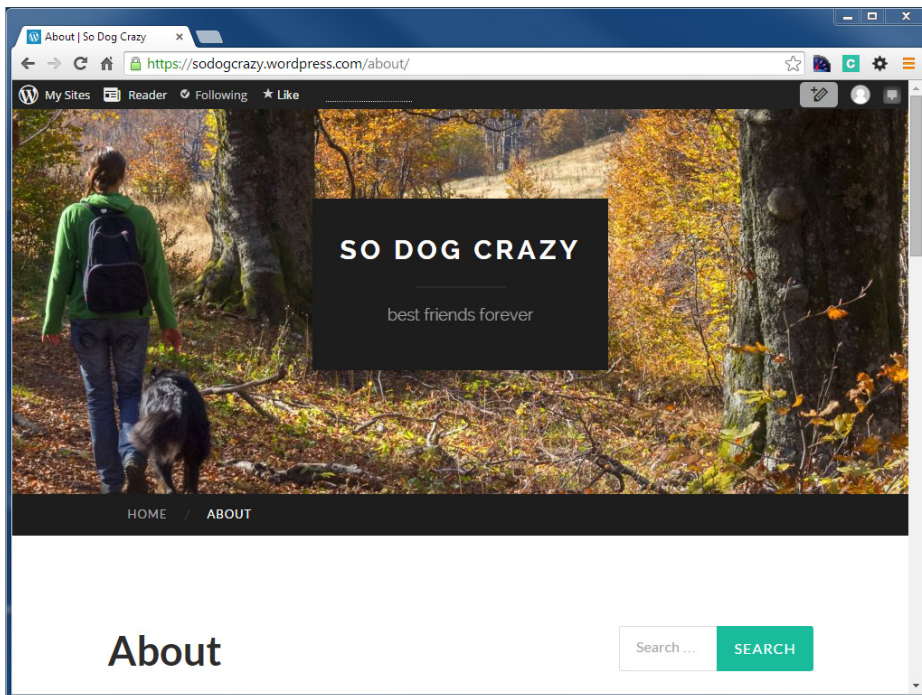 About | So Dog Crazy
https://sodogcrazy.wordpress.com/about/
My Sites Reader Following Like
SO DOG CRAZY
best friends forever
HOME / ABOUT
About
Search ... SEARCH